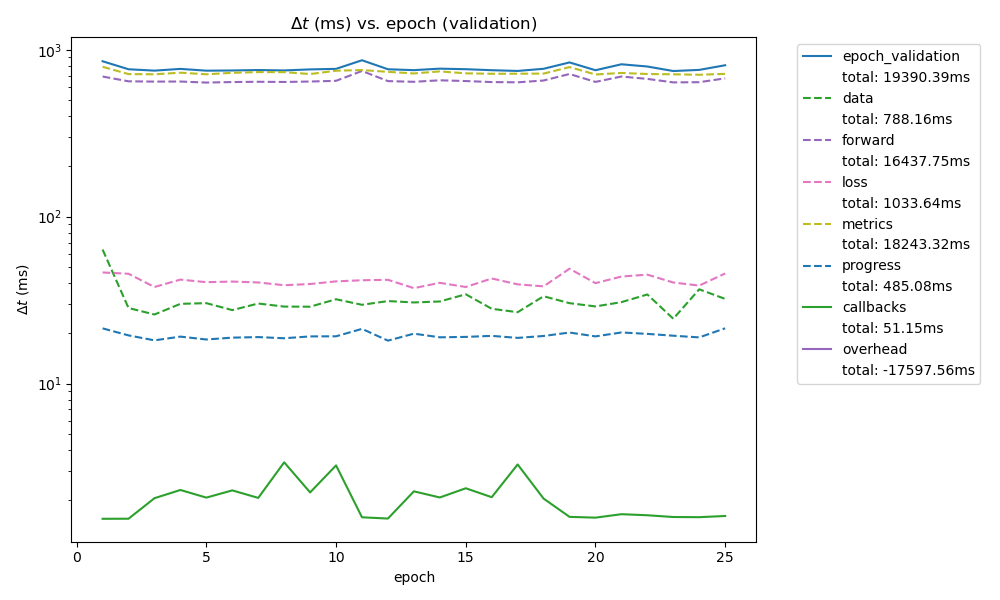 Δt (ms) vs. epoch (validation)
10³
10²
10¹
Δt (ms)
0 5 10 15 20 25
epoch
epoch_validation
total: 19390.39ms
data
total: 788.16ms
forward
total: 16437.75ms
loss
total: 1033.64ms
metrics
total: 18243.32ms
progress
total: 485.08ms
callbacks
total: 51.15ms
overhead
total: -17597.56ms